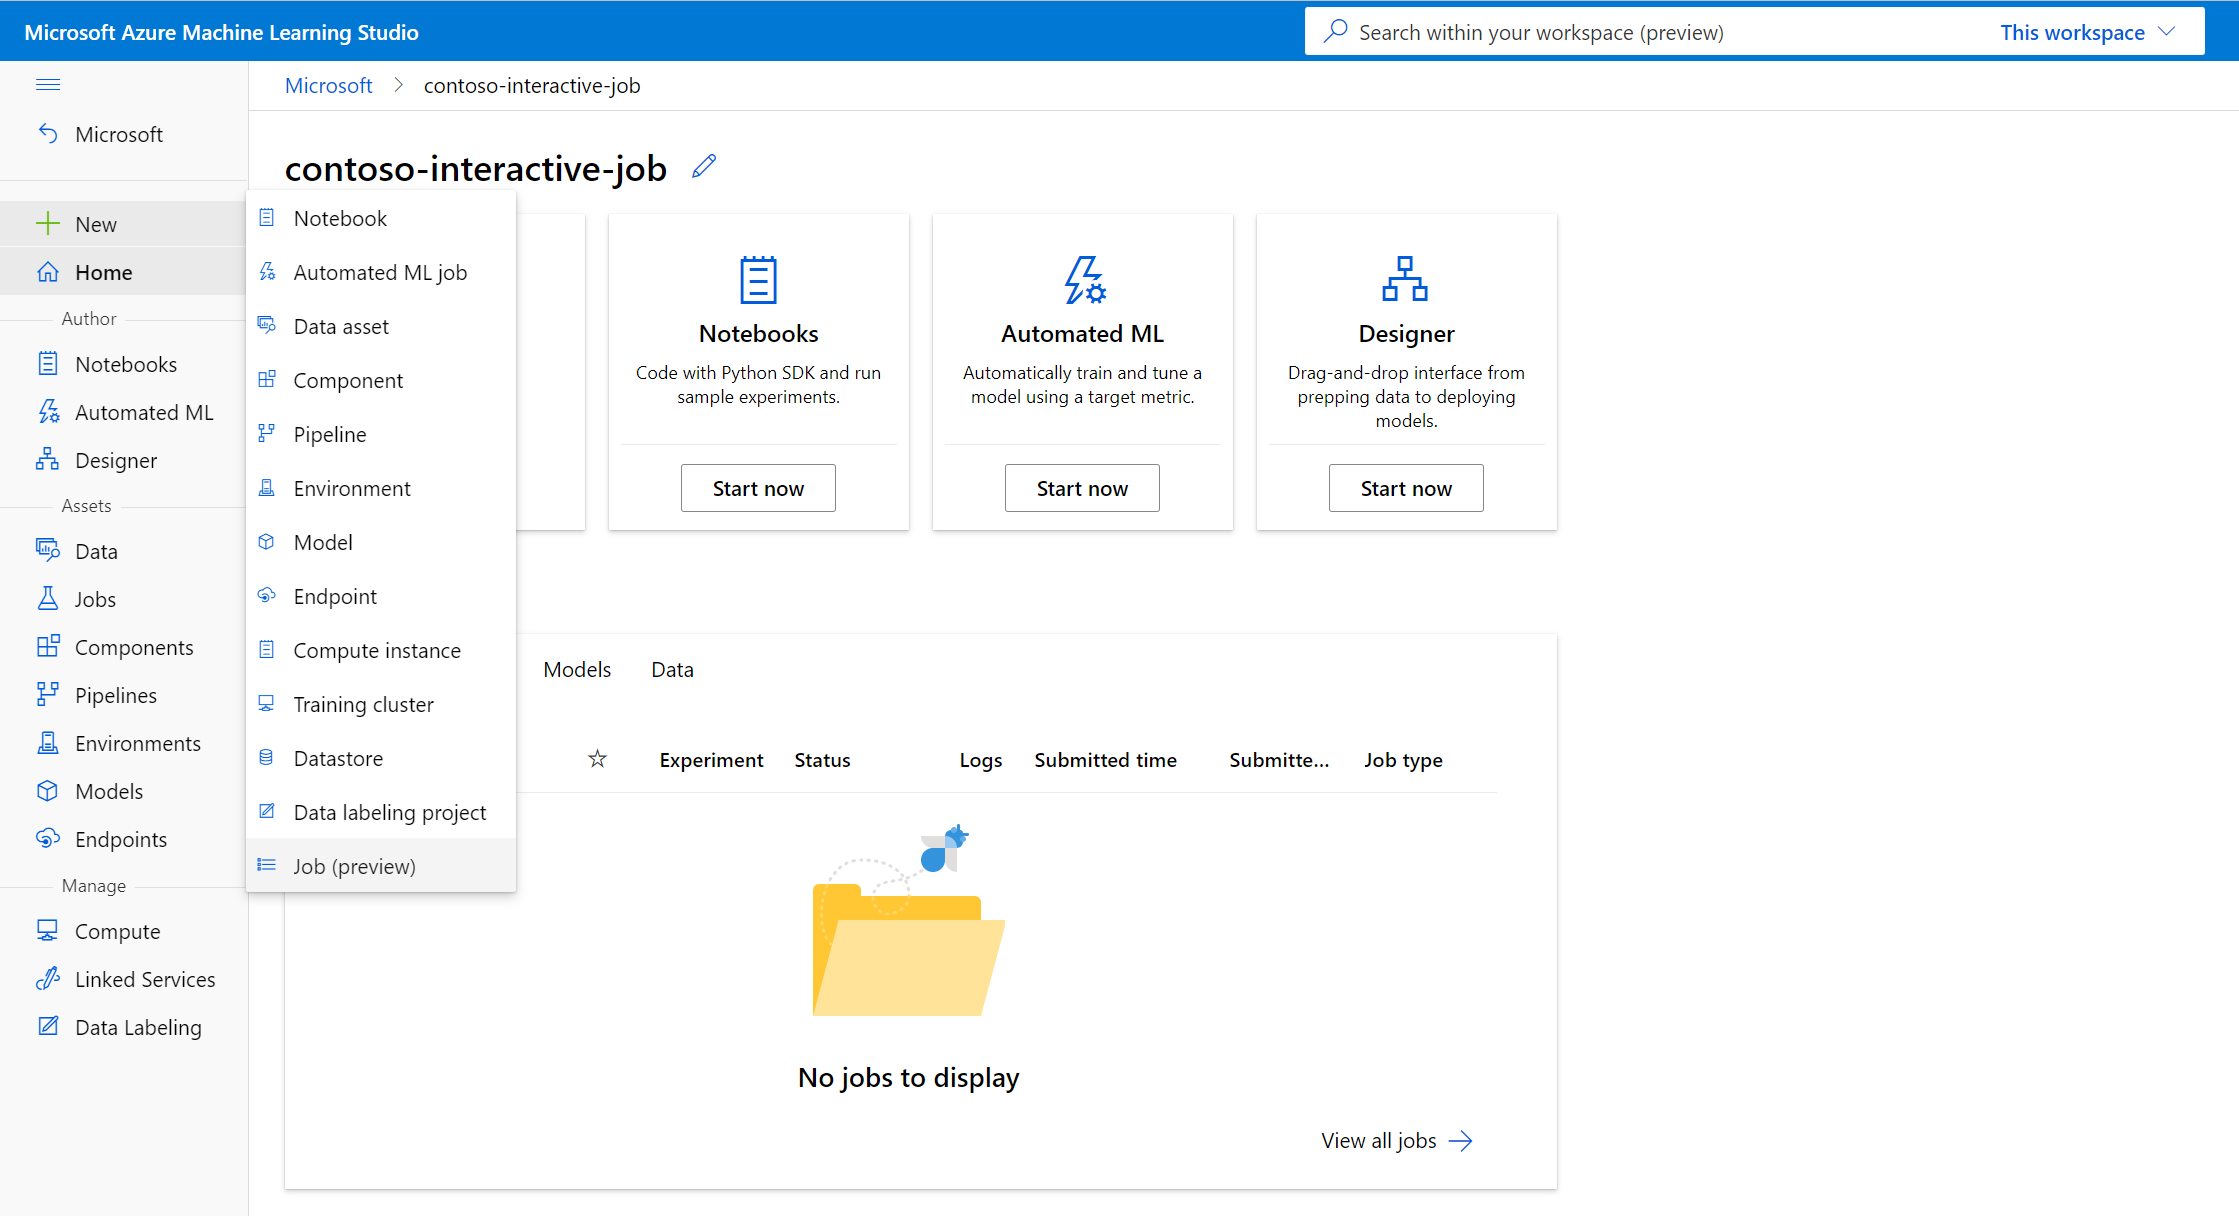 Microsoft Azure Machine Learning Studio
Search within your workspace (preview)
This workspace
Microsoft
contoso-interactive-job
Microsoft
New
Home
Author
Notebooks
Automated ML
Designer
Assets
Data
Jobs
Components
Pipelines
Environments
Models
Endpoints
Manage
Compute
Linked Services
Data Labeling
contoso-interactive-job
Notebook
Automated ML job
Data asset
Component
Pipeline
Environment
Model
Endpoint
Compute instance
Training cluster
Datastore
Data labeling project
Job (preview)
Notebooks
Code with Python SDK and run
sample experiments.
Start now
Automated ML
Automatically train and tune a
model using a target metric.
Start now
Designer
Drag-and-drop interface from
prepping data to deploying
models.
Start now
Models
Data
Experiment
Status
Logs
Submitted time
Submitte...
Job type
No jobs to display
View all jobs